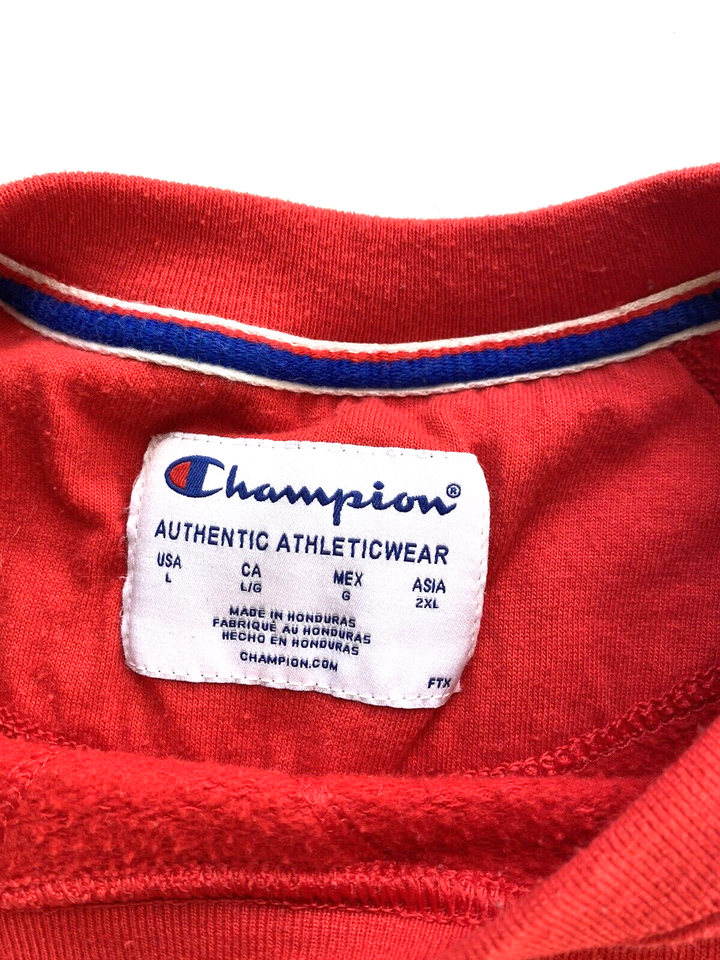 Champion®
AUTHENTIC ATHLETICWEAR
USA CA MEX ASIA
L L/G G 2XL
MADE IN HONDURAS
FABRIQUÉ AU HONDURAS
HECHO EN HONDURAS
CHAMPION.COM
FTX